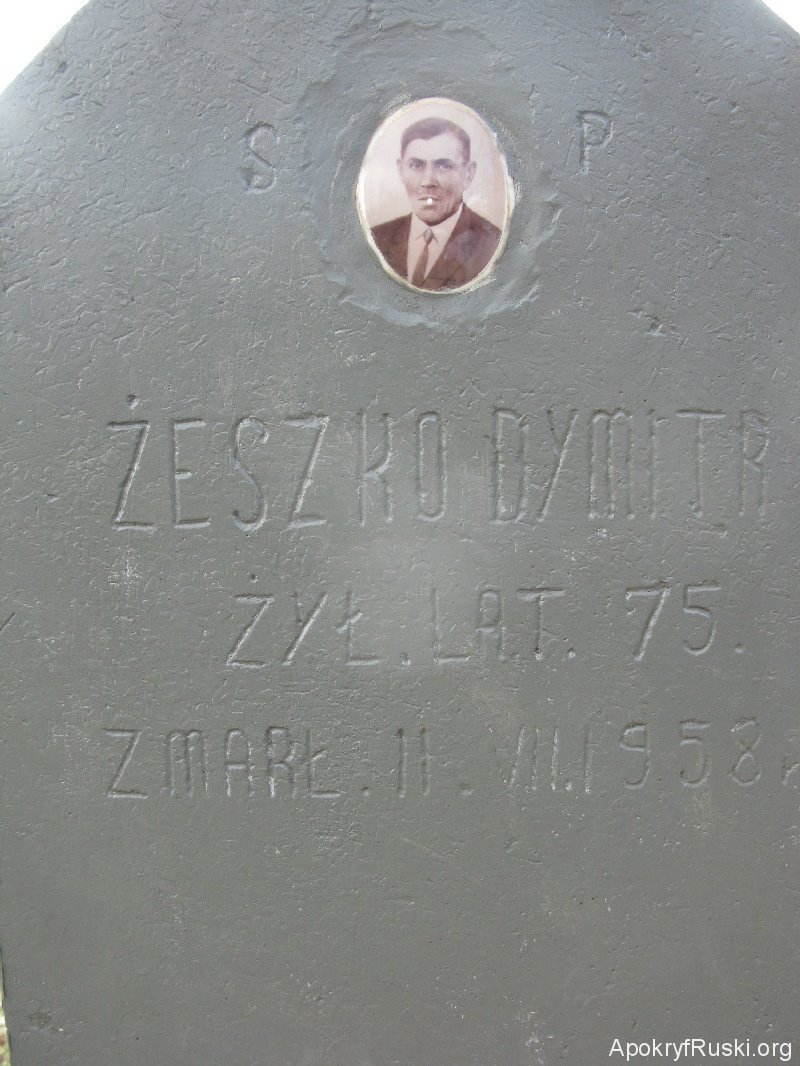 S P
ŻESZKO DYMITR
ŻYŁ. LAT. 75.
ZMARŁ. 11. VII. 1958 r
ApokryfRuski.org